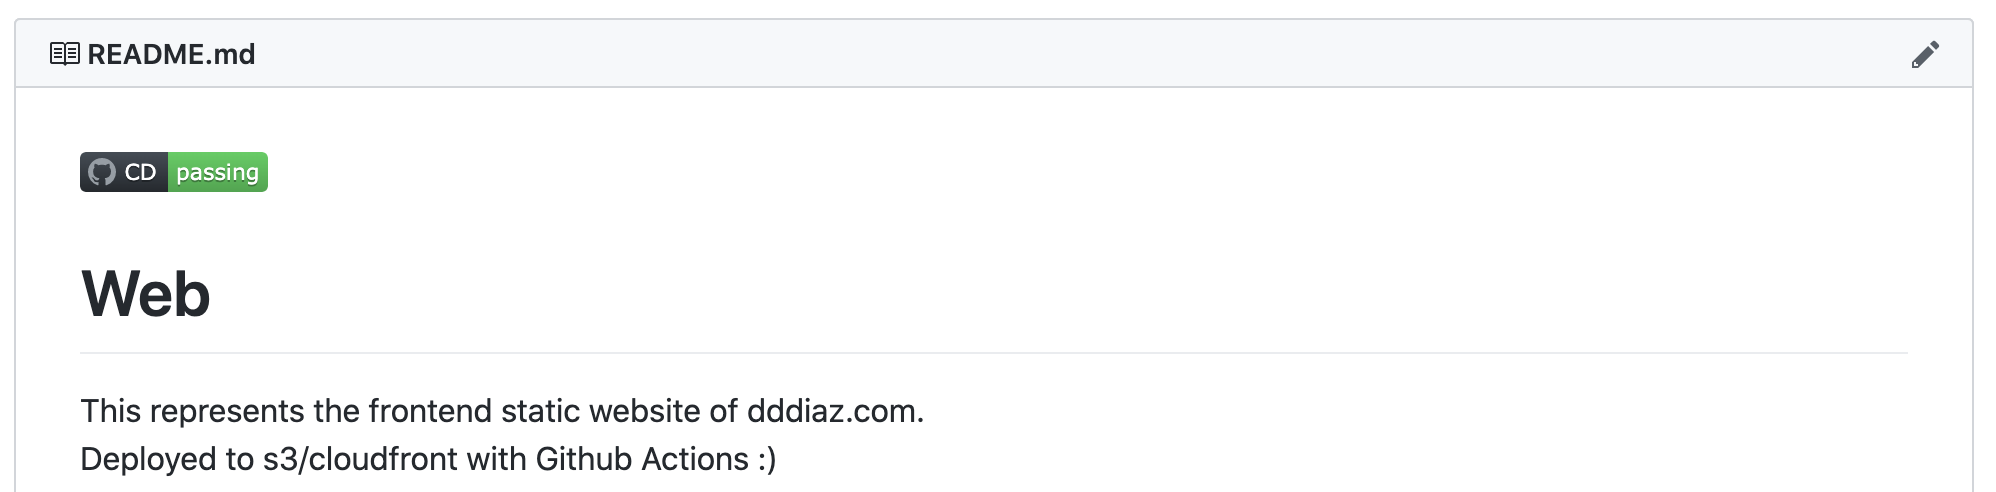 README.md
CD passing
Web
This represents the frontend static website of dddiaz.com.
Deployed to s3/cloudfront with Github Actions :)